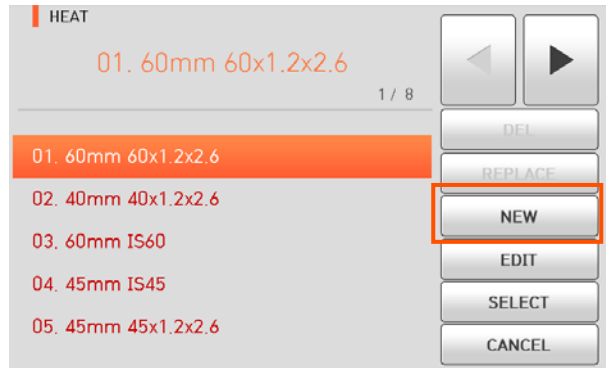 HEAT
01. 60mm 60x1.2x2.6
1 / 8
01. 60mm 60x1.2x2.6
02. 40mm 40x1.2x2.6
03. 60mm IS60
04. 45mm IS45
05. 45mm 45x1.2x2.6
DEL
REPLACE
NEW
EDIT
SELECT
CANCEL